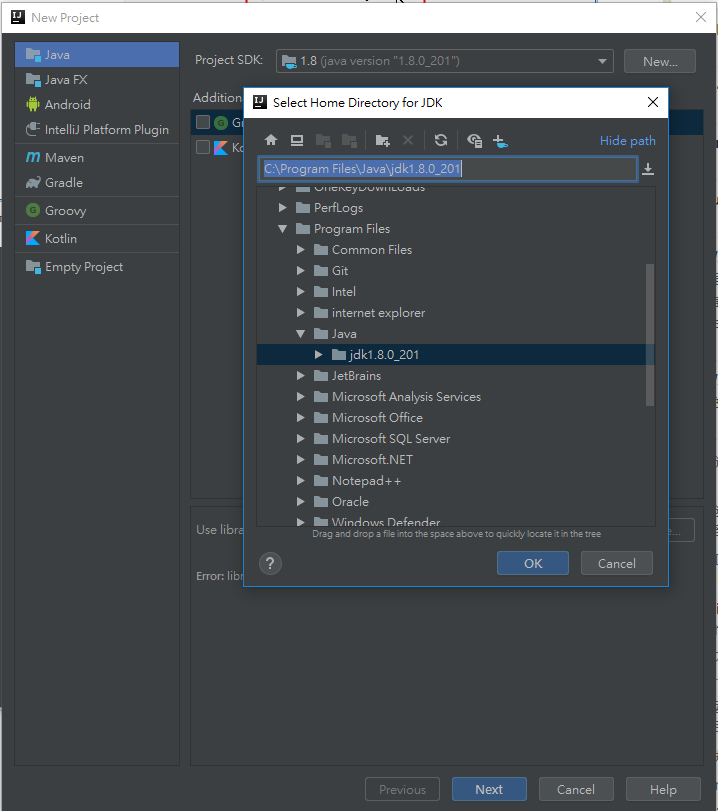 New Project
Java
Java FX
Android
IntelliJ Platform Plugin
Maven
Gradle
Groovy
Kotlin
Empty Project
Project SDK:
1.8 (java version "1.8.0_201")
New...
Addition
Select Home Directory for JDK
Hide path
C:\Program Files\Java\jdk1.8.0_201
OneKeyDownLoads
PerfLogs
Program Files
Common Files
Git
Intel
internet explorer
Java
jdk1.8.0_201
JetBrains
Microsoft Analysis Services
Microsoft Office
Microsoft SQL Server
Microsoft.NET
Notepad++
Oracle
Windows Defender
Drag and drop a file into the space above to quickly locate it in the tree
?
OK
Cancel
Use libra
Error: libr
Previous
Next
Cancel
Help